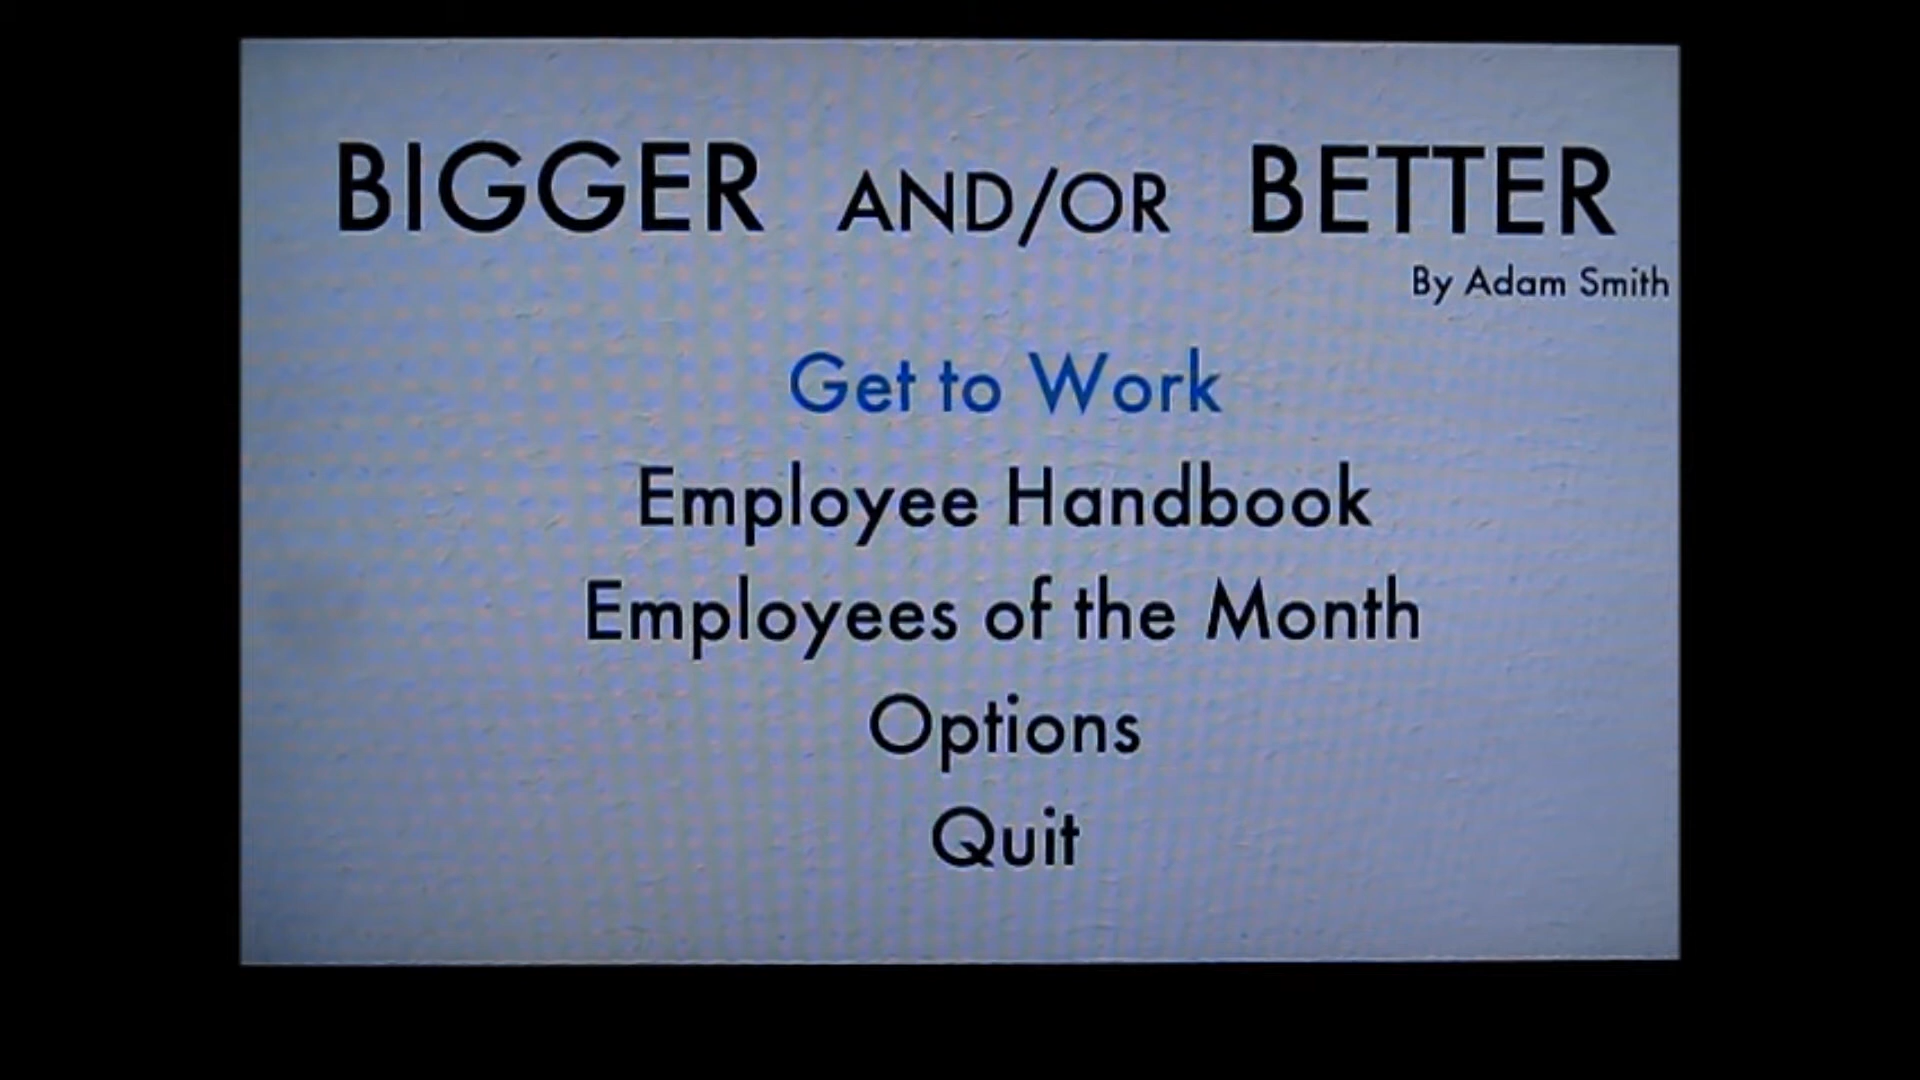 BIGGER AND/OR BETTER
By Adam Smith
Get to Work
Employee Handbook
Employees of the Month
Options
Quit